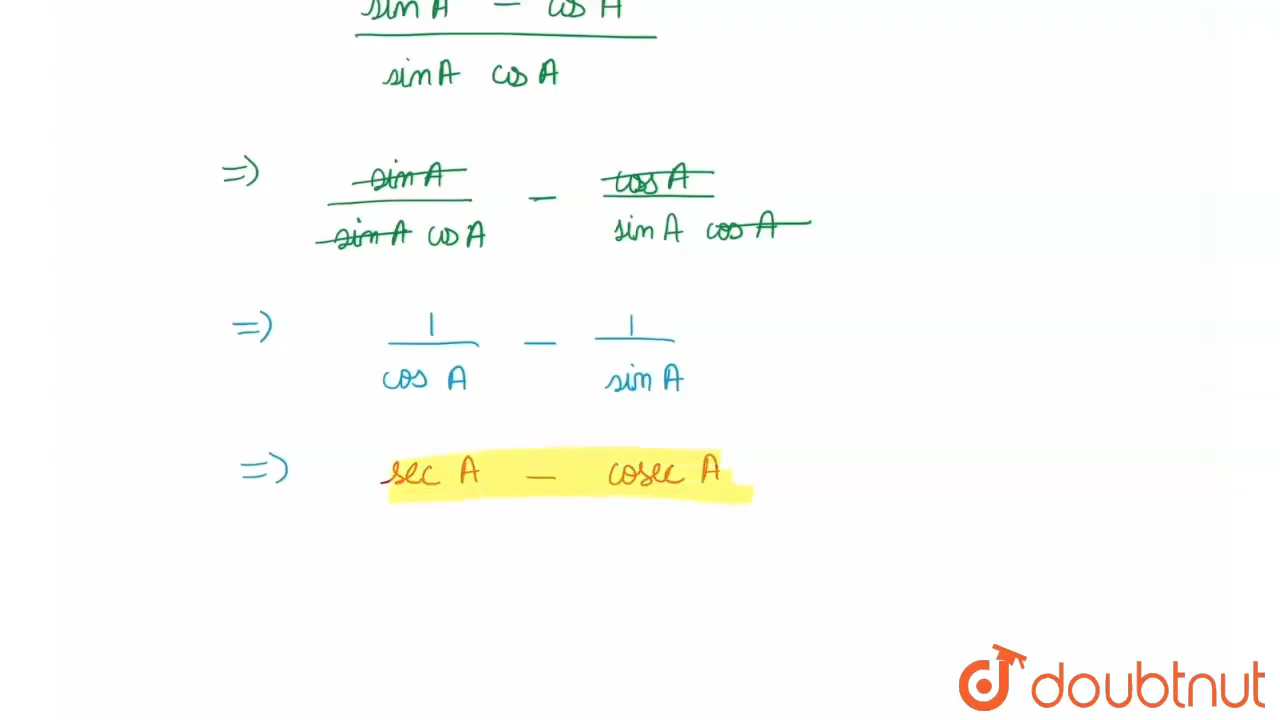 sin A − cos A
sin A cos A
=> sin A / sin A cos A − cos A / sin A cos A
=> 1 / cos A − 1 / sin A
=> sec A − cosec A
doubtnut